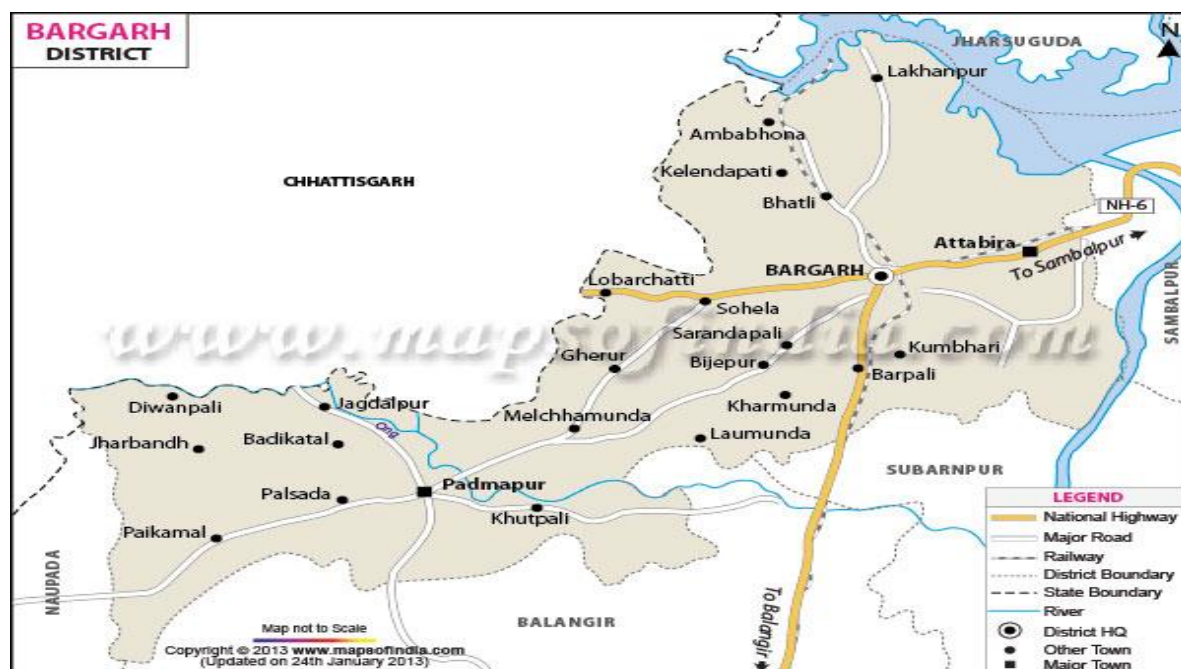 BARGARH
DISTRICT
N
JHARSUGUDA
Lakhanpur
Ambabhona
Kelendapati
CHHATTISGARH
Bhatli
NH-6
Attabira
To Sambalpur
BARGARH
SAMBALPUR
Lobarchatti
Sohela
www.mapsofindia.com
Sarandapali
Gherur
Bijepur
Kumbhari
Barpali
Diwanpali
Jagdalpur
Melchhamunda
Kharmunda
Ong
Jharbandh
Badikatal
Laumunda
SUBARNPUR
Padmapur
Palsada
Khutpali
Paikamal
NAUPADA
BALANGIR
To Balangir
Map not to Scale
Copyright © 2013 www.mapsofindia.com
(Updated on 24th January 2013)
LEGEND
National Highway
Major Road
Railway
District Boundary
State Boundary
River
District HQ
Other Town
Major Town